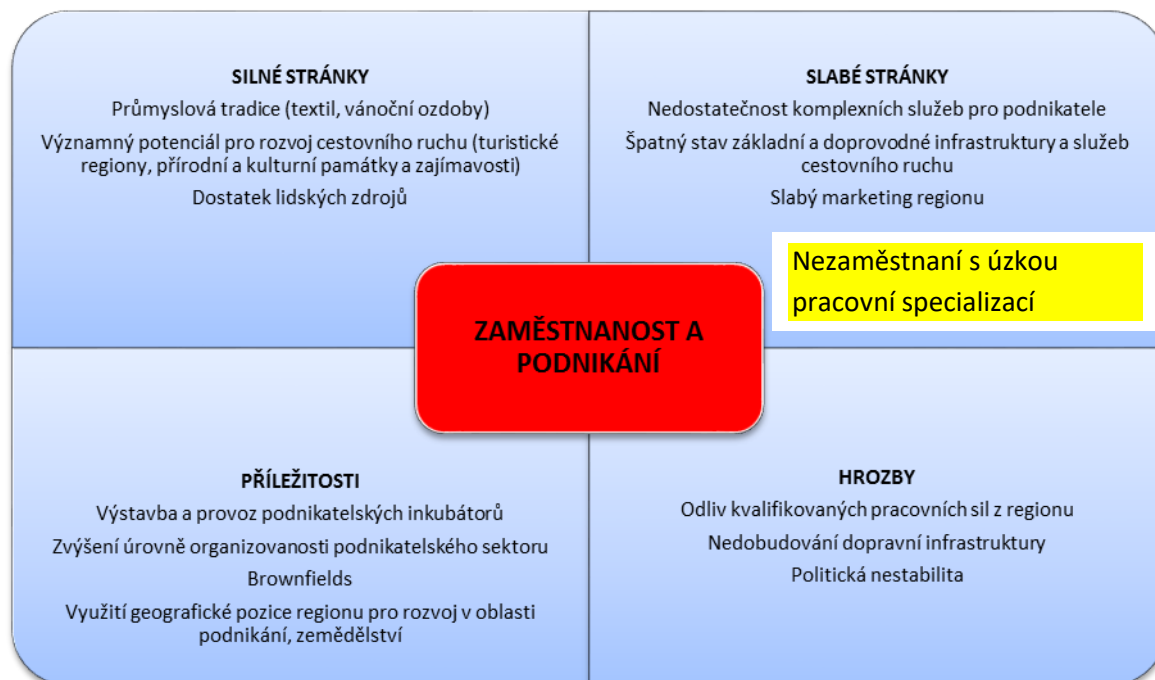 SILNÉ STRÁNKY
Průmyslová tradice (textil, vánoční ozdoby)
Významný potenciál pro rozvoj cestovního ruchu (turistické
regiony, přírodní a kulturní památky a zajímavosti)
Dostatek lidských zdrojů
SLABÉ STRÁNKY
Nedostatečnost komplexních služeb pro podnikatele
Špatný stav základní a doprovodné infrastruktury a služeb
cestovního ruchu
Slabý marketing regionu
Nezaměstnaní s úzkou
pracovní specializací
ZAMĚSTNANOST A
PODNIKÁNÍ
PŘÍLEŽITOSTI
Výstavba a provoz podnikatelských inkubátorů
Zvýšení úrovně organizovanosti podnikatelského sektoru
Brownfields
Využití geografické pozice regionu pro rozvoj v oblasti
podnikání, zemědělství
HROZBY
Odliv kvalifikovaných pracovních sil z regionu
Nedobudování dopravní infrastruktury
Politická nestabilita